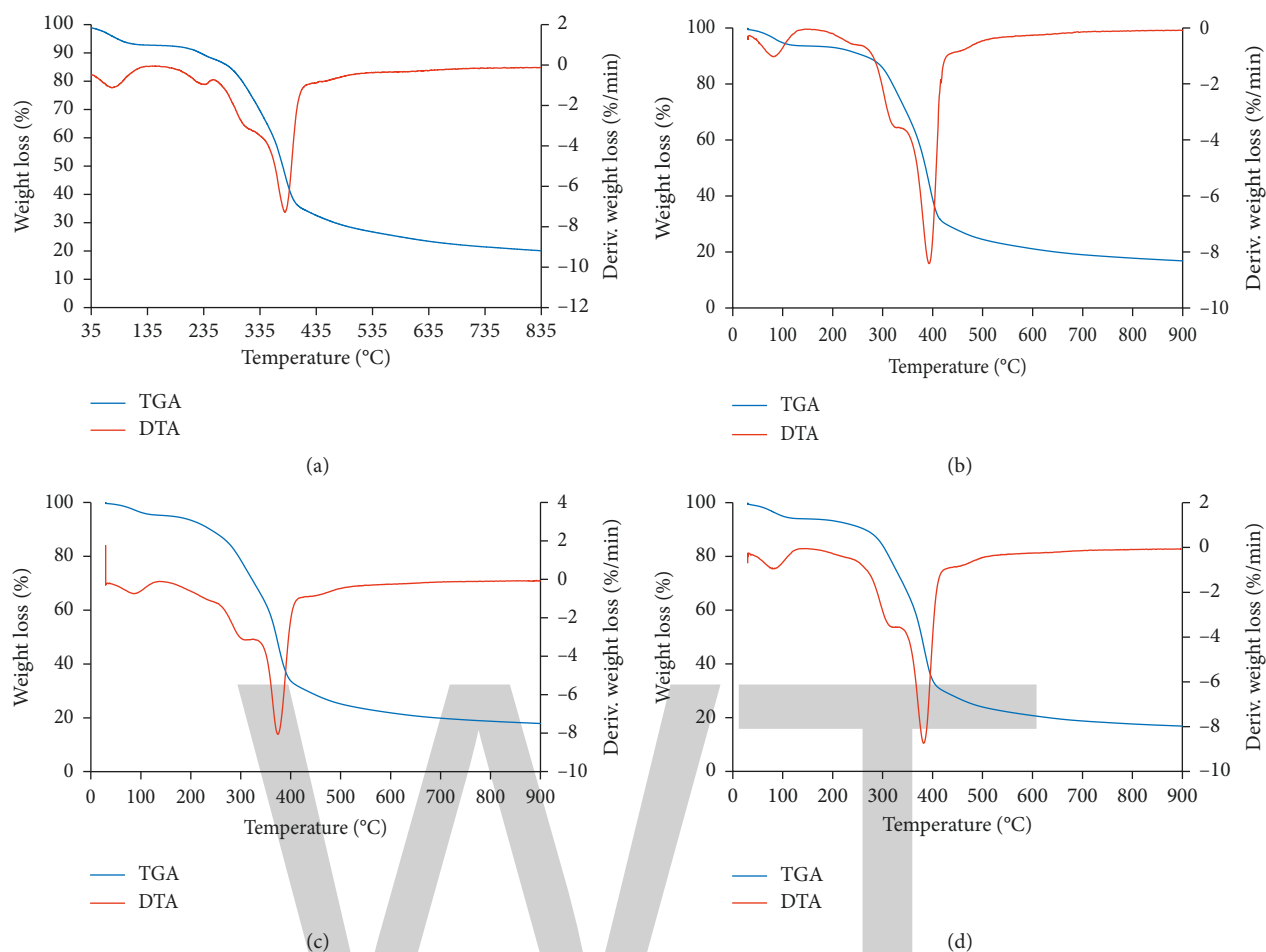 100
90
80
70
60
50
40
30
20
10
0
Weight loss (%)
2
0
–2
–4
–6
–8
–10
–12
Deriv. weight loss (%/min)
35 135 235 335 435 535 635 735 835
Temperature (°C)
TGA
DTA
(a)
100
80
60
40
20
0
Weight loss (%)
0
–2
–4
–6
–8
–10
Deriv. weight loss (%/min)
0 100 200 300 400 500 600 700 800 900
Temperature (°C)
TGA
DTA
(b)
100
80
60
40
20
0
Weight loss (%)
4
2
0
–2
–4
–6
–8
–10
Deriv. weight loss (%/min)
0 100 200 300 400 500 600 700 800 900
Temperature (°C)
TGA
DTA
(c)
100
80
60
40
20
0
Weight loss (%)
2
0
–2
–4
–6
–8
–10
Deriv. weight loss (%/min)
0 100 200 300 400 500 600 700 800 900
Temperature (°C)
TGA
DTA
(d)
WT